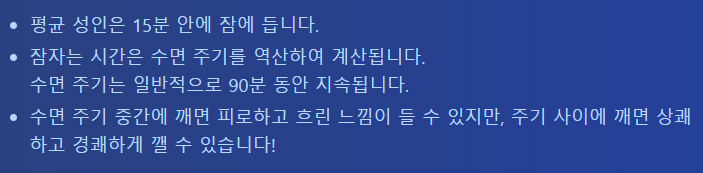 평균 성인은 15분 안에 잠에 듭니다.
잠자는 시간은 수면 주기를 역산하여 계산됩니다.
수면 주기는 일반적으로 90분 동안 지속됩니다.
수면 주기 중간에 깨면 피로하고 흐린 느낌이 들 수 있지만, 주기 사이에 깨면 상쾌
하고 경쾌하게 깰 수 있습니다!